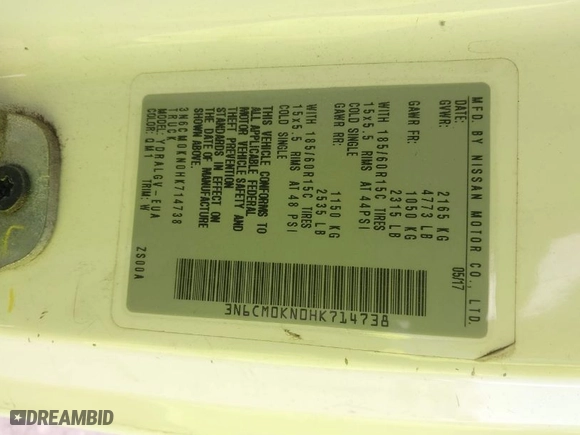 MFD. BY NISSAN MOTOR CO., LTD.
DATE: 05/17
GVWR: 2165 KG
4773 LB
GAWR FR: 1050 KG
2315 LB
WITH 185/60R15C TIRES
15x5.5 RIMS AT 44PSI
COLD SINGLE
GAWR RR: 1150 KG
2535 LB
WITH 185/60R15C TIRES
15x5.5 RIMS AT 48 PSI
COLD SINGLE
THIS VEHICLE CONFORMS TO
ALL APPLICABLE FEDERAL
MOTOR VEHICLE SAFETY AND
THEFT PREVENTION
STANDARDS IN EFFECT ON
THE DATE OF MANUFACTURE
SHOWN ABOVE.
3N6CM0KN0HK714738
TRUCK
MODEL: YDRALGV-EUA
COLOR: QM1 TRIM: W
ZS00A
3N6CM0KN0HK714738
DREAMBID